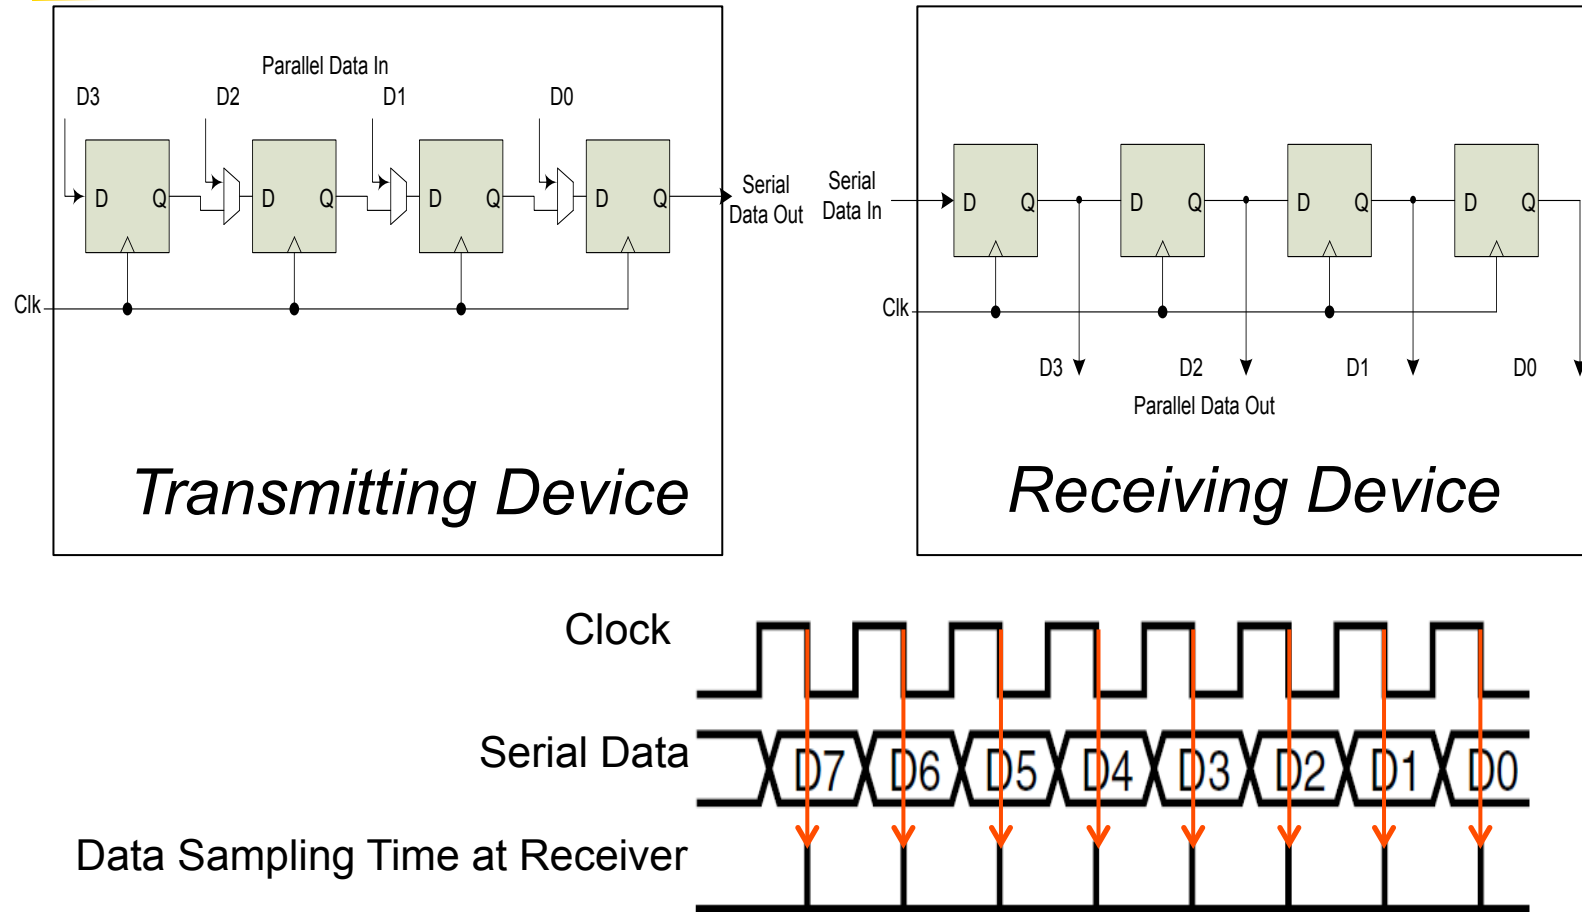 Parallel Data In
D3 D2 D1 D0
D Q D Q D Q D Q
Serial
Data Out
Clk
Transmitting Device
Serial
Data In
D Q D Q D Q D Q
Clk
D3 D2 D1 D0
Parallel Data Out
Receiving Device
Clock
Serial Data D7 D6 D5 D4 D3 D2 D1 D0
Data Sampling Time at Receiver